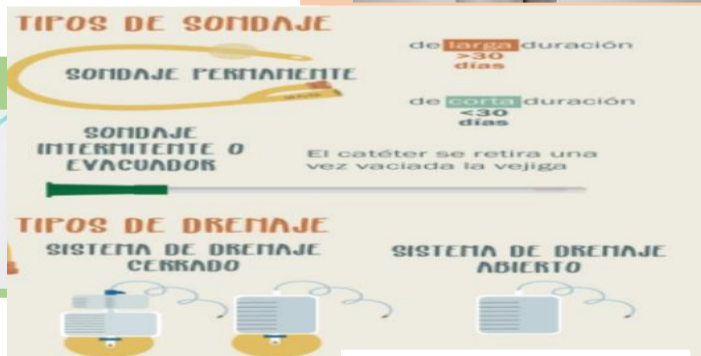 TIPOS DE SONDAJE
SONDAJE PERMANENTE
de larga duración
>30
días
de corta duración
<30
días
SONDAJE
INTERMITENTE O
EVACUADOR
El catéter se retira una
vez vaciada la vejiga
TIPOS DE DRENAJE
SISTEMA DE DRENAJE
CERRADO
SISTEMA DE DRENAJE
ABIERTO